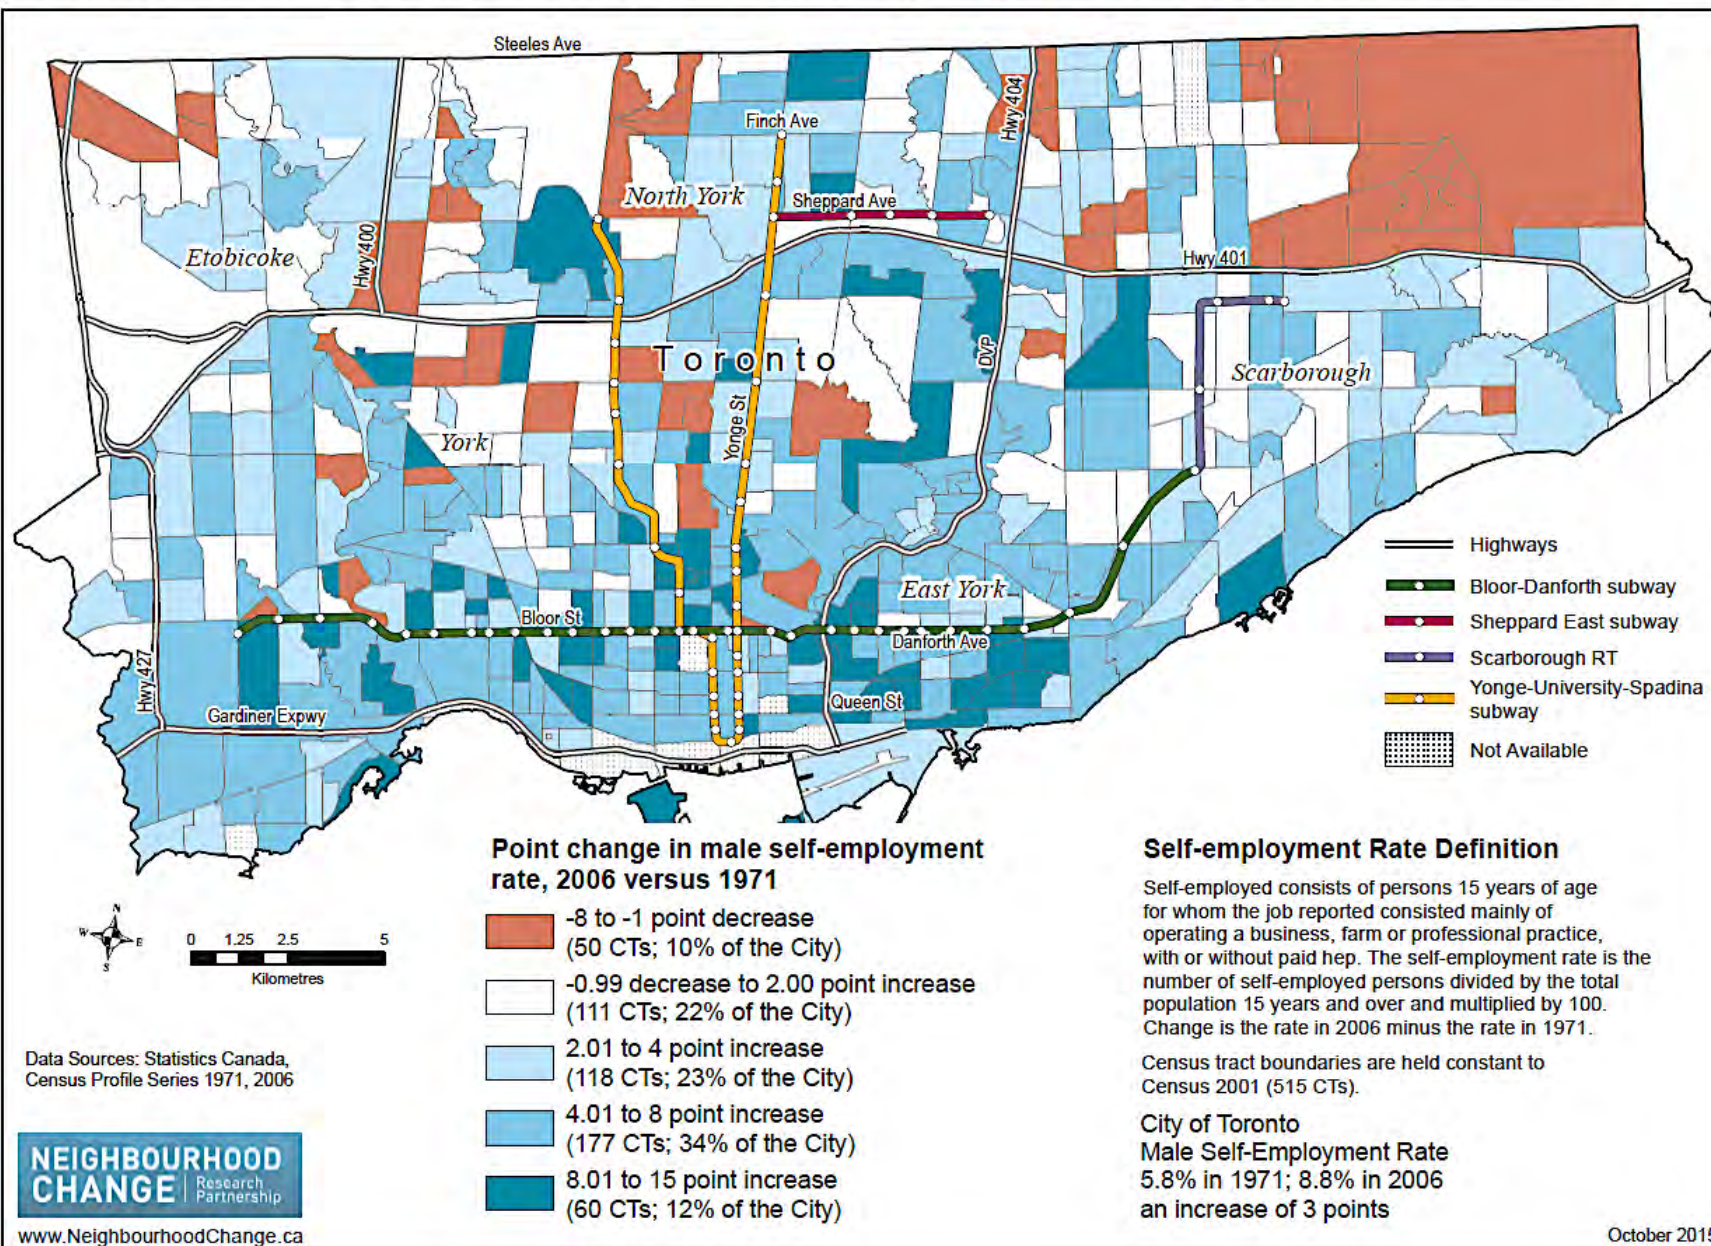 Steeles Ave
Finch Ave
Hwy 404
North York
Sheppard Ave
Etobicoke
Hwy 400
Hwy 401
Toronto
DVP
Scarborough
Yonge St
York
East York
Bloor St
Danforth Ave
Hwy 427
Queen St
Gardiner Expwy
Highways
Bloor-Danforth subway
Sheppard East subway
Scarborough RT
Yonge-University-Spadina
subway
Not Available
Point change in male self-employment
rate, 2006 versus 1971
-8 to -1 point decrease
(50 CTs; 10% of the City)
-0.99 decrease to 2.00 point increase
(111 CTs; 22% of the City)
2.01 to 4 point increase
(118 CTs; 23% of the City)
4.01 to 8 point increase
(177 CTs; 34% of the City)
8.01 to 15 point increase
(60 CTs; 12% of the City)
Self-employment Rate Definition
Self-employed consists of persons 15 years of age
for whom the job reported consisted mainly of
operating a business, farm or professional practice,
with or without paid hep. The self-employment rate is the
number of self-employed persons divided by the total
population 15 years and over and multiplied by 100.
Change is the rate in 2006 minus the rate in 1971.
Census tract boundaries are held constant to
Census 2001 (515 CTs).
City of Toronto
Male Self-Employment Rate
5.8% in 1971; 8.8% in 2006
an increase of 3 points
N
W E
S
0 1.25 2.5 5
Kilometres
Data Sources: Statistics Canada,
Census Profile Series 1971, 2006
NEIGHBOURHOOD
CHANGE Research
Partnership
www.NeighbourhoodChange.ca
October 2015